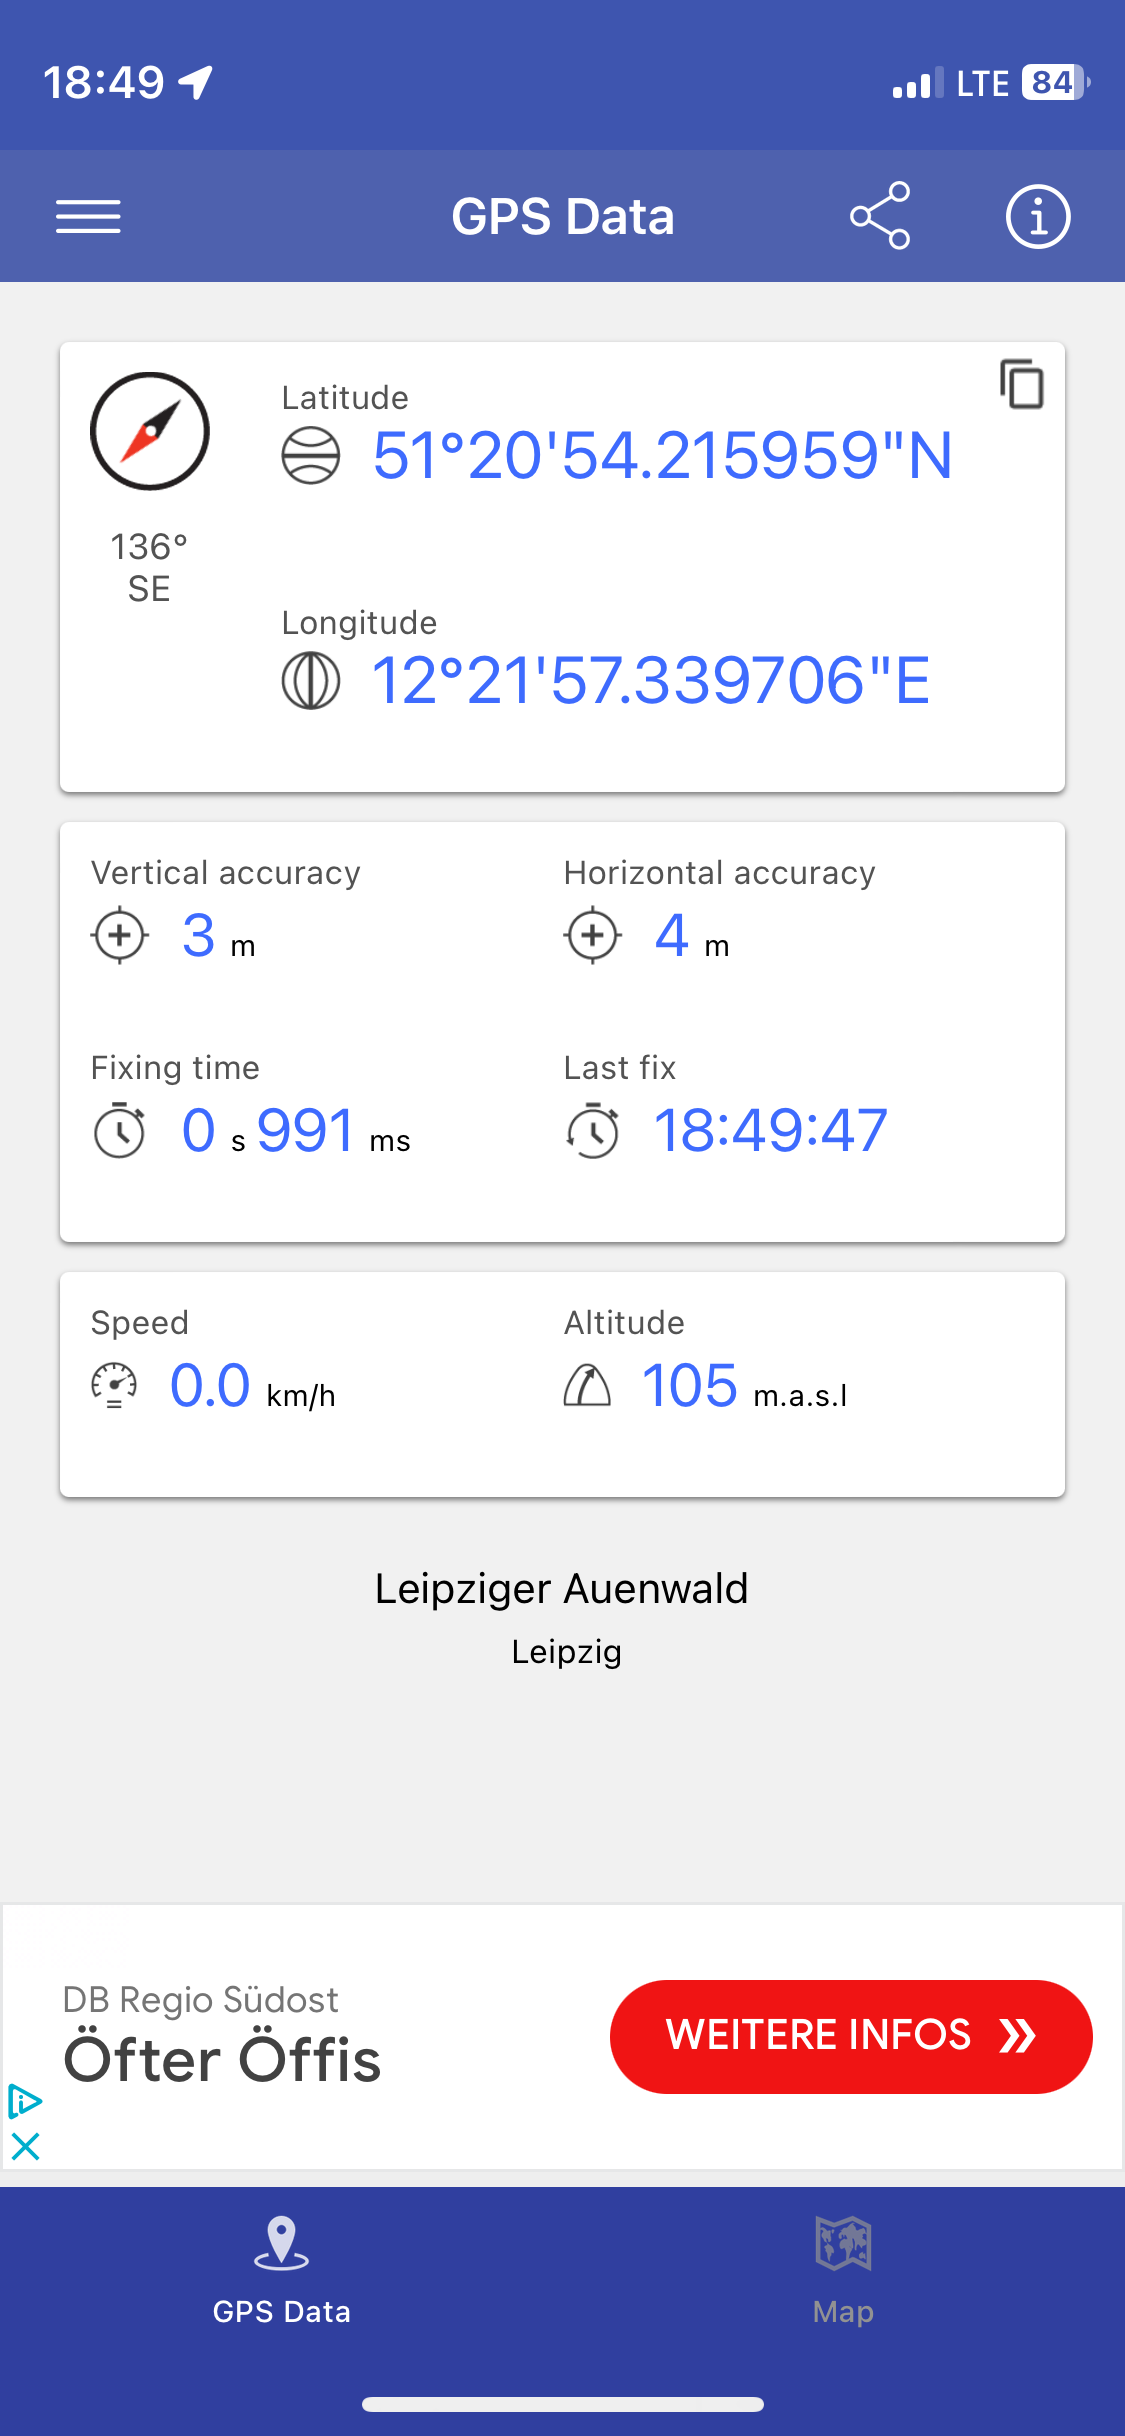 18:49 LTE 84
GPS Data
Latitude
51°20'54.215959"N
136°
SE
Longitude
12°21'57.339706"E
Vertical accuracy Horizontal accuracy
3 m 4 m
Fixing time Last fix
0 s 991 ms 18:49:47
Speed Altitude
0.0 km/h 105 m.a.s.l
Leipziger Auenwald
Leipzig
DB Regio Südost
Öfter Öffis
WEITERE INFOS
GPS Data Map